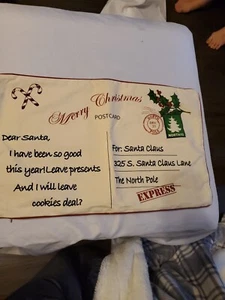 Merry Christmas
POSTCARD
Dear Santa,
I have been so good
this year!Leave presents
And I will leave
cookies deal?
For: Santa Claus
325 S. Santa Claus Lane
The North Pole
EXPRESS